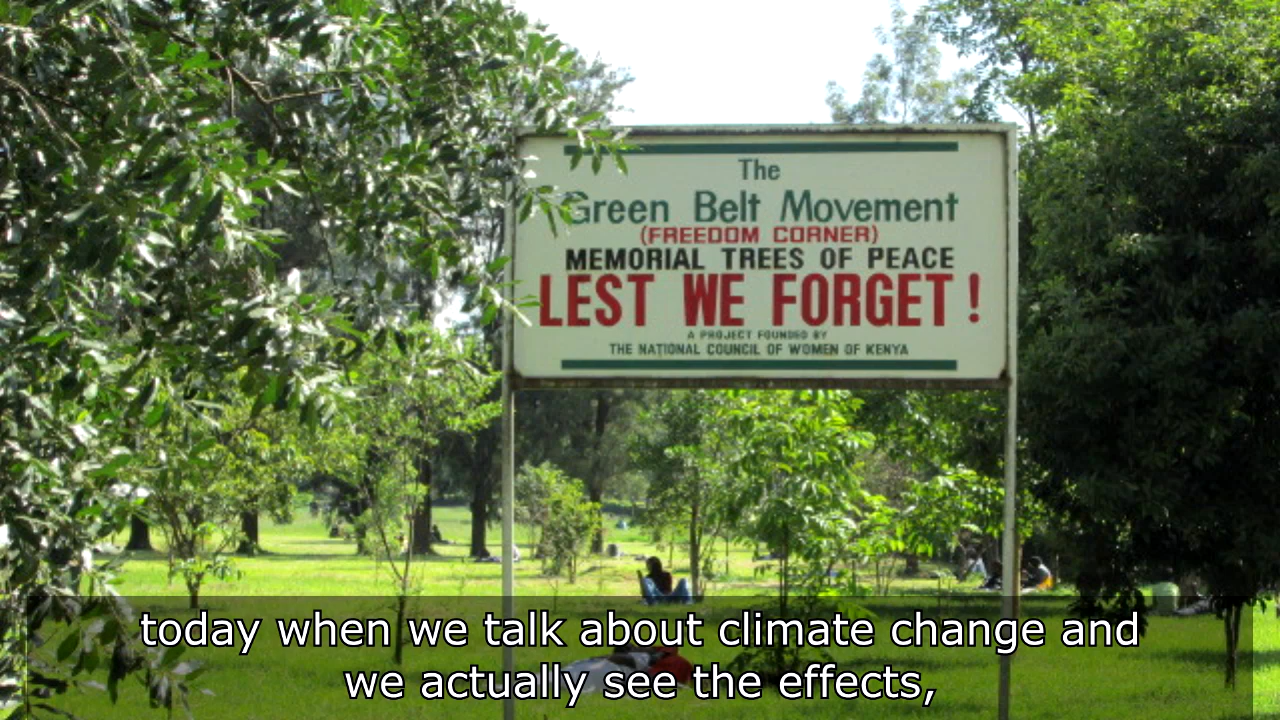 The
Green Belt Movement
(FREEDOM CORNER)
MEMORIAL TREES OF PEACE
LEST WE FORGET!
A PROJECT FOUNDED BY
THE NATIONAL COUNCIL OF WOMEN OF KENYA
today when we talk about climate change and
we actually see the effects,